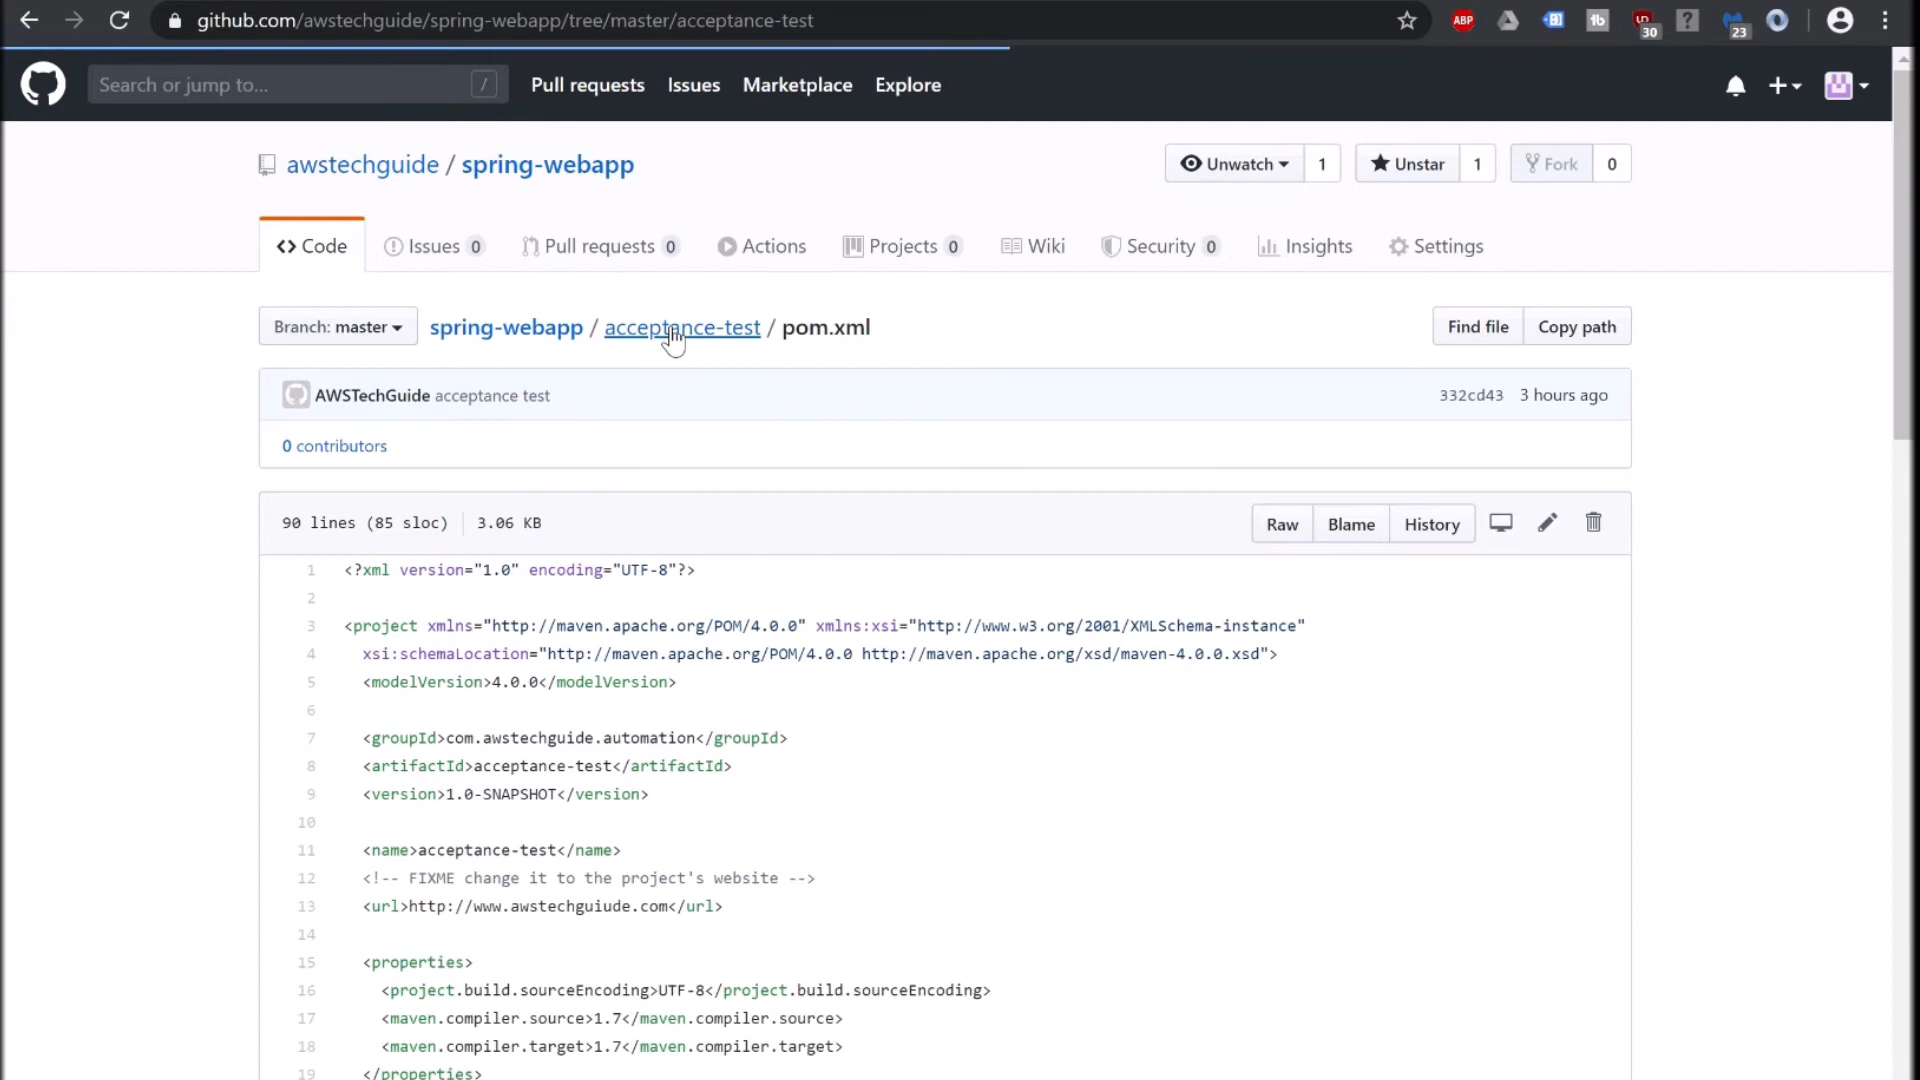 github.com/awstechguide/spring-webapp/tree/master/acceptance-test
ABP
30
?
23
Search or jump to...
/
Pull requests
Issues
Marketplace
Explore
awstechguide / spring-webapp
Unwatch
1
Unstar
1
Fork
0
Code
Issues 0
Pull requests 0
Actions
Projects 0
Wiki
Security 0
Insights
Settings
Branch: master
spring-webapp / acceptance-test / pom.xml
Find file
Copy path
AWSTechGuide acceptance test
332cd43 3 hours ago
0 contributors
90 lines (85 sloc)
3.06 KB
Raw
Blame
History
1 <?xml version="1.0" encoding="UTF-8"?>
2
3 <project xmlns="http://maven.apache.org/POM/4.0.0" xmlns:xsi="http://www.w3.org/2001/XMLSchema-instance"
4 xsi:schemaLocation="http://maven.apache.org/POM/4.0.0 http://maven.apache.org/xsd/maven-4.0.0.xsd">
5 <modelVersion>4.0.0</modelVersion>
6
7 <groupId>com.awstechguide.automation</groupId>
8 <artifactId>acceptance-test</artifactId>
9 <version>1.0-SNAPSHOT</version>
10
11 <name>acceptance-test</name>
12 <!-- FIXME change it to the project's website -->
13 <url>http://www.awstechguiude.com</url>
14
15 <properties>
16 <project.build.sourceEncoding>UTF-8</project.build.sourceEncoding>
17 <maven.compiler.source>1.7</maven.compiler.source>
18 <maven.compiler.target>1.7</maven.compiler.target>
19 </properties>